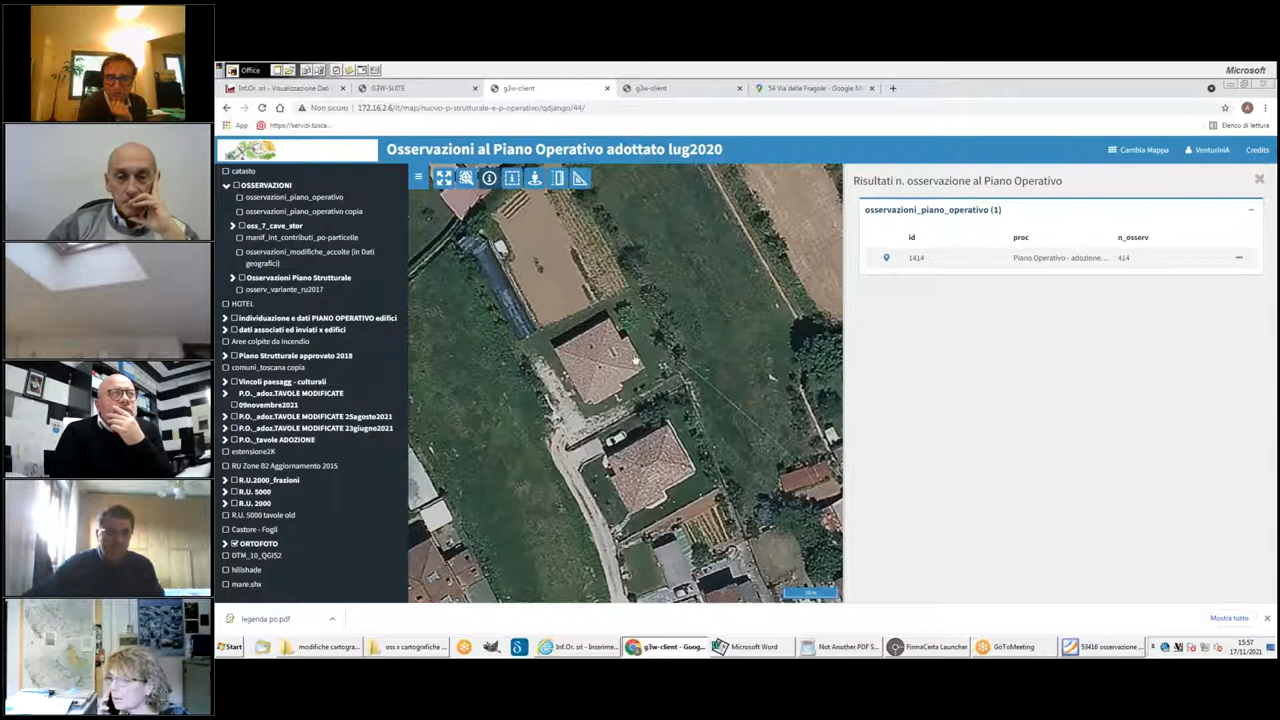 Office
Microsoft
Inf.Or. srl - Visualizzazione Dati
G3W-SUITE
g3w-client
g3w-client
54 Via delle Fragole - Google M
Non sicuro
172.16.2.6/it/map/nuovo-p-strutturale-e-p-operativo/qdjango/44/
App
https://servizi.tosca...
Elenco di lettura
Osservazioni al Piano Operativo adottato lug2020
Cambia Mappa
VenturiniA
Credits
catasto
OSSERVAZIONI
osservazioni_piano_operativo
osservazioni_piano_operativo copia
oss_7_cave_stor
manif_int_contributi_po-particelle
osservazioni_modifiche_accolte (in Dati
geografici)
Osservazioni Piano Strutturale
osserv_variante_ru2017
HOTEL
individuazione e dati PIANO OPERATIVO edifici
dati associati ed inviati x edifici
Aree colpite da incendio
Piano Strutturale approvato 2018
comuni_toscana copia
Vincoli paesagg - culturali
P.O._adoz.TAVOLE MODIFICATE
09novembre2021
P.O._adoz.TAVOLE MODIFICATE 25agosto2021
P.O._adoz.TAVOLE MODIFICATE 23giugno2021
P.O._tavole ADOZIONE
estensione2K
RU Zone B2 Aggiornamento 2015
R.U.2000_frazioni
R.U. 5000
R.U. 2000
R.U. 5000 tavole old
Castore - Fogli
ORTOFOTO
DTM_10_QGIS2
hillshade
mare.shx
10 m
Risultati n. osservazione al Piano Operativo
osservazioni_piano_operativo (1)
id proc n_osserv
1414 Piano Operativo - adozione... 414
legenda po.pdf
Mostra tutto
Start
modifiche cartogra...
oss x cartografiche ...
Inf.Or. srl - Inserime...
g3w-client - Goog...
Microsoft Word
Not Another PDF S...
FirmaCerta Launcher
GoToMeeting
53416 osservazione ...
15:57
17/11/2021